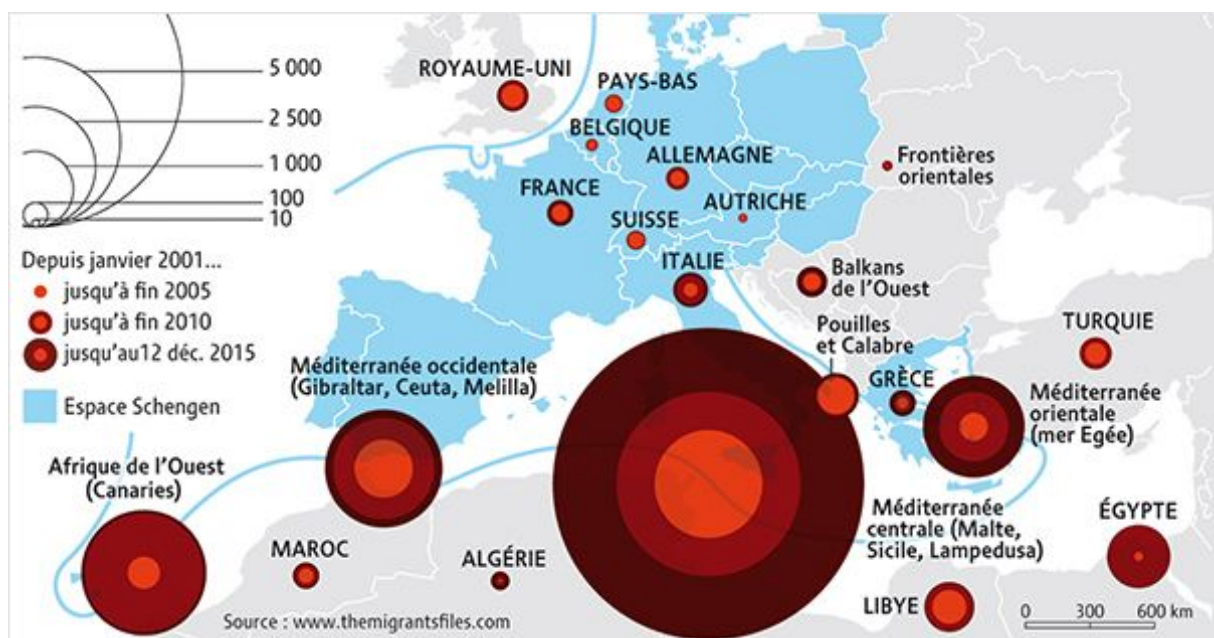 5 000
2 500
1 000
100
10
Depuis janvier 2001...
jusqu'à fin 2005
jusqu'à fin 2010
jusqu'au12 déc. 2015
Espace Schengen
ROYAUME-UNI
PAYS-BAS
BELGIQUE
ALLEMAGNE
Frontières
orientales
FRANCE
AUTRICHE
SUISSE
ITALIE
Balkans
de l'Ouest
Pouilles
et Calabre
TURQUIE
GRÈCE
Méditerranée occidentale
(Gibraltar, Ceuta, Melilla)
Méditerranée
orientale
(mer Egée)
Afrique de l'Ouest
(Canaries)
MAROC
ALGÉRIE
Méditerranée
centrale (Malte,
Sicile, Lampedusa)
ÉGYPTE
LIBYE
0 300 600 km
Source : www.themigrantsfiles.com